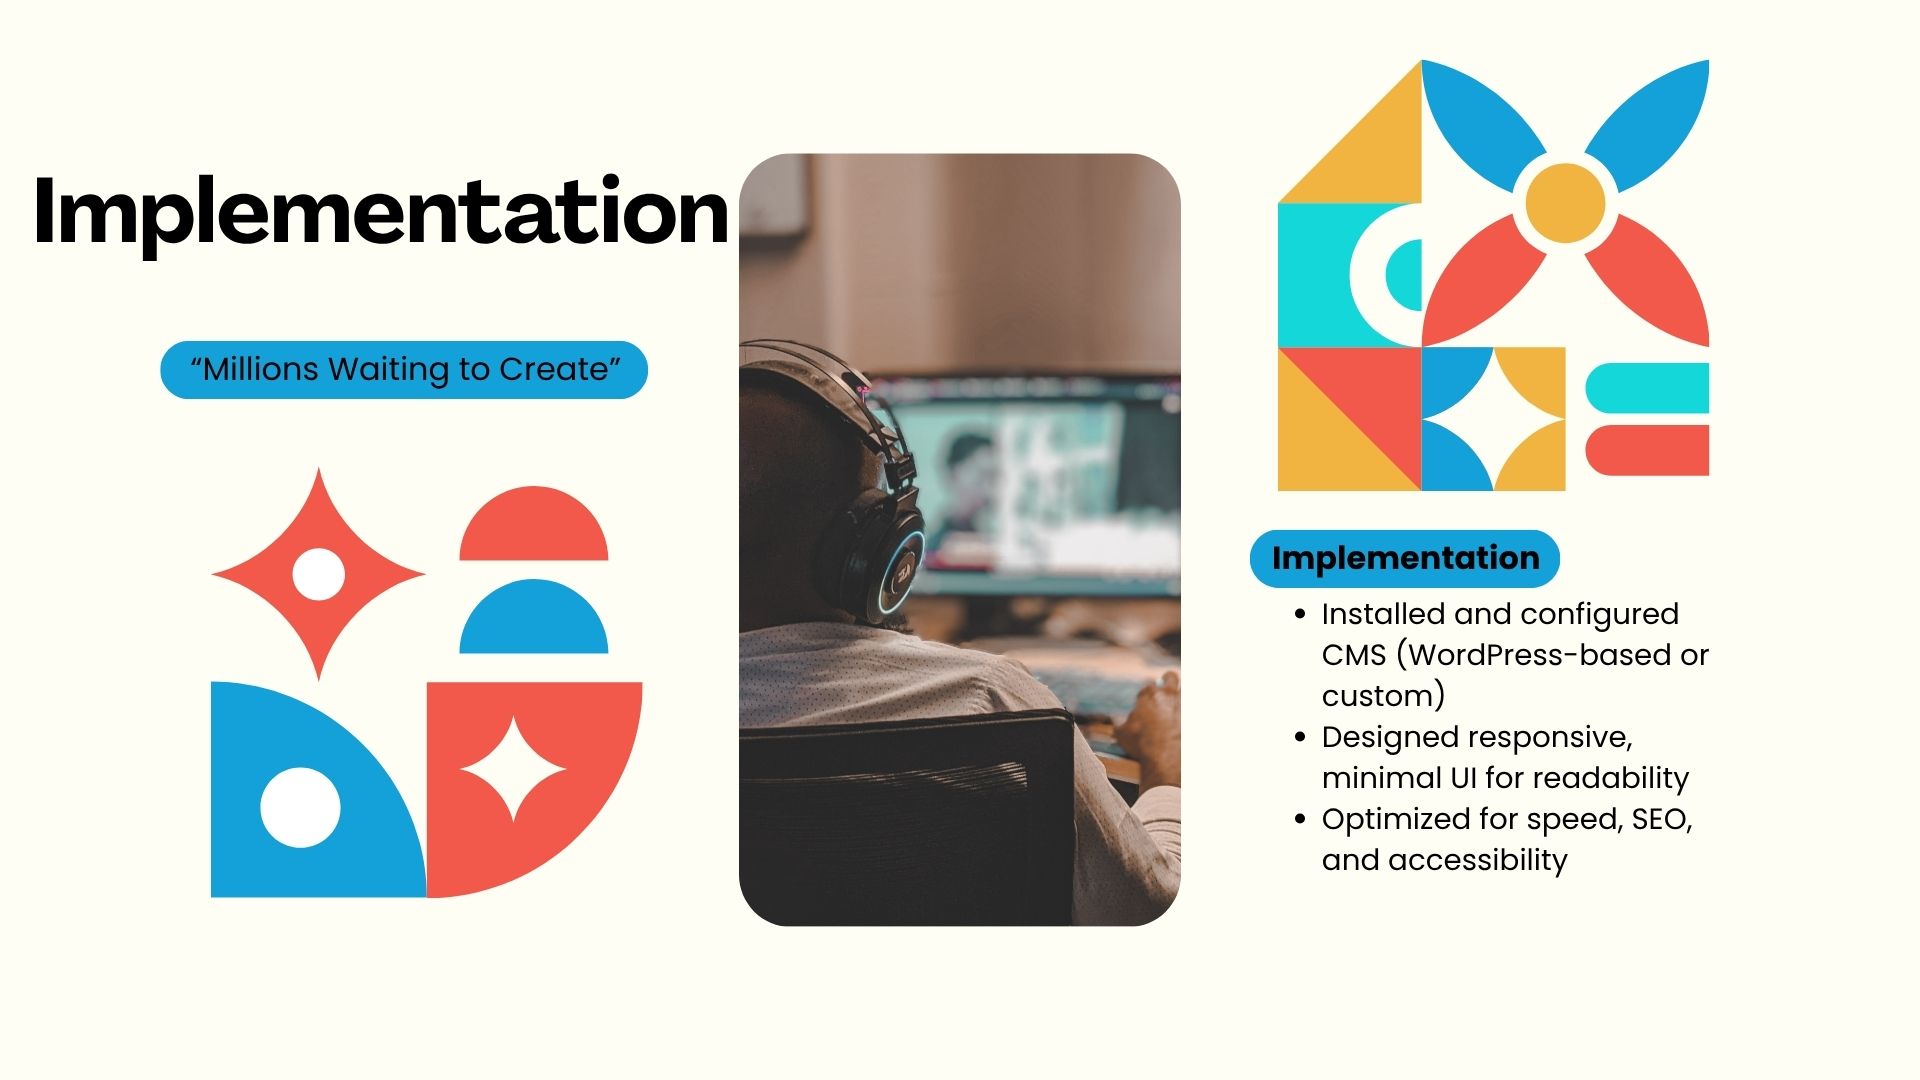 Implementation
“Millions Waiting to Create”
Implementation
• Installed and configured
CMS (WordPress-based or
custom)
• Designed responsive,
minimal UI for readability
• Optimized for speed, SEO,
and accessibility